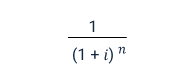 1
(1 + i) n